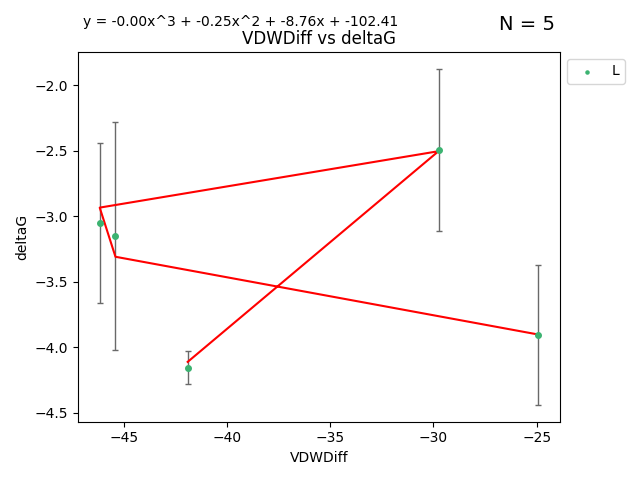 y = -0.00x^3 + -0.25x^2 + -8.76x + -102.41
N = 5
VDWDiff vs deltaG
L
−2.0
−2.5
−3.0
−3.5
−4.0
−4.5
deltaG
−45 −40 −35 −30 −25
VDWDiff